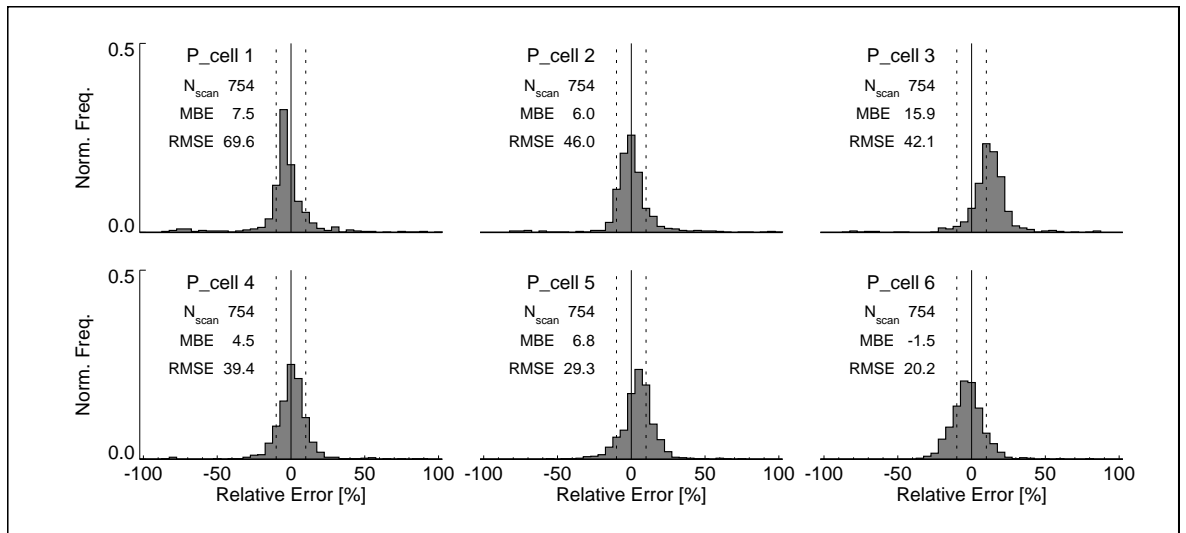 P_cell 1
N_scan 754
MBE 7.5
RMSE 69.6
P_cell 2
N_scan 754
MBE 6.0
RMSE 46.0
P_cell 3
N_scan 754
MBE 15.9
RMSE 42.1
0.5
Norm. Freq.
0.0
P_cell 4
N_scan 754
MBE 4.5
RMSE 39.4
P_cell 5
N_scan 754
MBE 6.8
RMSE 29.3
P_cell 6
N_scan 754
MBE -1.5
RMSE 20.2
0.5
Norm. Freq.
0.0
-100 -50 0 50 100
Relative Error [%]
-100 -50 0 50 100
Relative Error [%]
-100 -50 0 50 100
Relative Error [%]